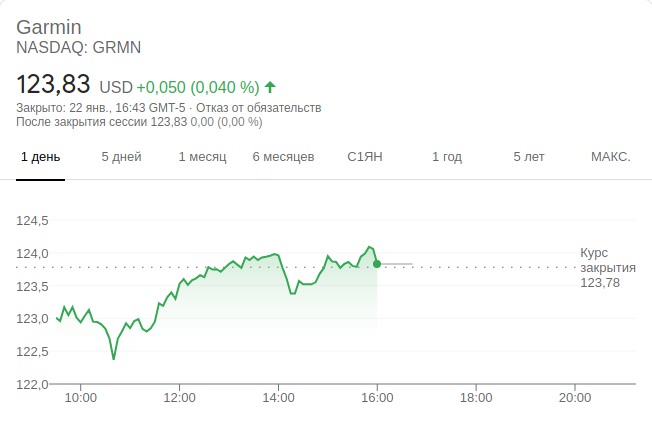 Garmin
NASDAQ: GRMN
123,83 USD +0,050 (0,040 %)
Закрыто: 22 янв., 16:43 GMT-5 · Отказ от обязательств
После закрытия сессии 123,83 0,00 (0,00 %)
1 день 5 дней 1 месяц 6 месяцев С1ЯН 1 год 5 лет МАКС.
124,5
124,0
123,5
123,0
122,5
122,0
Курс
закрытия
123,78
10:00 12:00 14:00 16:00 18:00 20:00